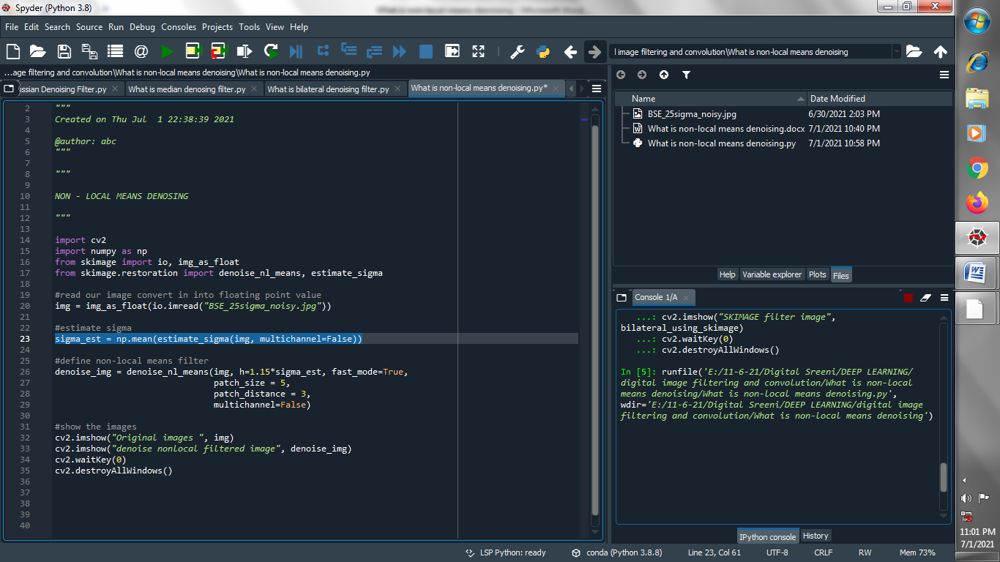 Spyder (Python 3.8)
File Edit Search Source Run Debug Consoles Projects Tools View Help
l image filtering and convolution\What is non-local means denoising
...age filtering and convolution\What is non-local means denoising\What is non-local means denoising.py
ussian Denoising Filter.py What is median denosing filter.py What is bilateral denoising filter.py What is non-local means denoising.py*
2 """
3 Created on Thu Jul  1 22:38:39 2021
4
5 @author: abc
6 """
7
8 """
9
10 NON - LOCAL MEANS DENOSING
11
12 """
13
14 import cv2
15 import numpy as np
16 from skimage import io, img_as_float
17 from skimage.restoration import denoise_nl_means, estimate_sigma
18
19 #read our image convert in into floating point value
20 img = img_as_float(io.imread("BSE_25sigma_noisy.jpg"))
21
22 #estimate sigma
23 sigma_est = np.mean(estimate_sigma(img, multichannel=False))
24
25 #define non-local means filter
26 denoise_img = denoise_nl_means(img, h=1.15*sigma_est, fast_mode=True,
27 patch_size = 5,
28 patch_distance = 3,
29 multichannel=False)
30
31 #show the images
32 cv2.imshow("Original images ", img)
33 cv2.imshow("denoise nonlocal filtered image", denoise_img)
34 cv2.waitKey(0)
35 cv2.destroyAllWindows()
36
37
38
39
40
Name Date Modified
BSE_25sigma_noisy.jpg 6/30/2021 2:03 PM
What is non-local means denoising.docx 7/1/2021 10:40 PM
What is non-local means denoising.py 7/1/2021 10:58 PM
Help Variable explorer Plots Files
Console 1/A
...: cv2.imshow("SKIMAGE filter image",
bilateral_using_skimage)
...: cv2.waitKey(0)
...: cv2.destroyAllWindows()
In [5]: runfile('E:/11-6-21/Digital Sreeni/DEEP LEARNING/
digital image filtering and convolution/What is non-local
means denoising/What is non-local means denoising.py',
wdir='E:/11-6-21/Digital Sreeni/DEEP LEARNING/digital image
filtering and convolution/What is non-local means denoising')
IPython console History
LSP Python: ready conda (Python 3.8.8) Line 23, Col 61 UTF-8 CRLF RW Mem 73%
11:01 PM
7/1/2021